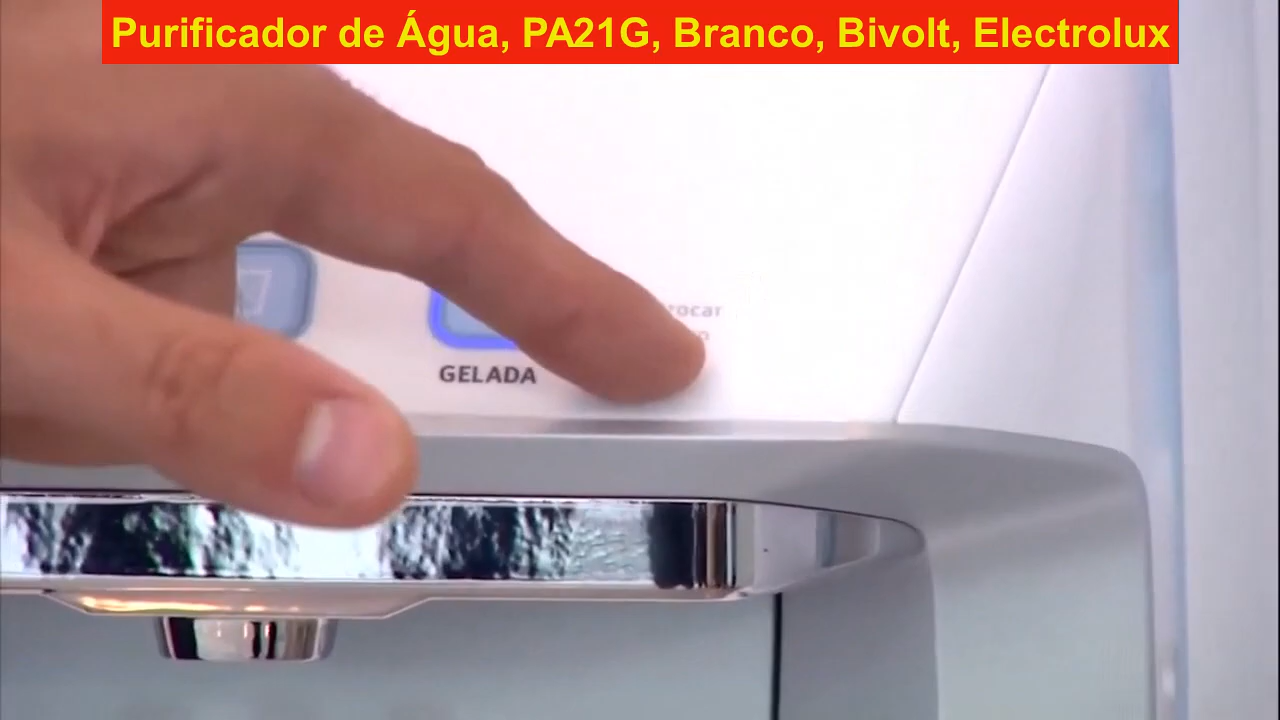 Purificador de Água, PA21G, Branco, Bivolt, Electrolux
GELADA